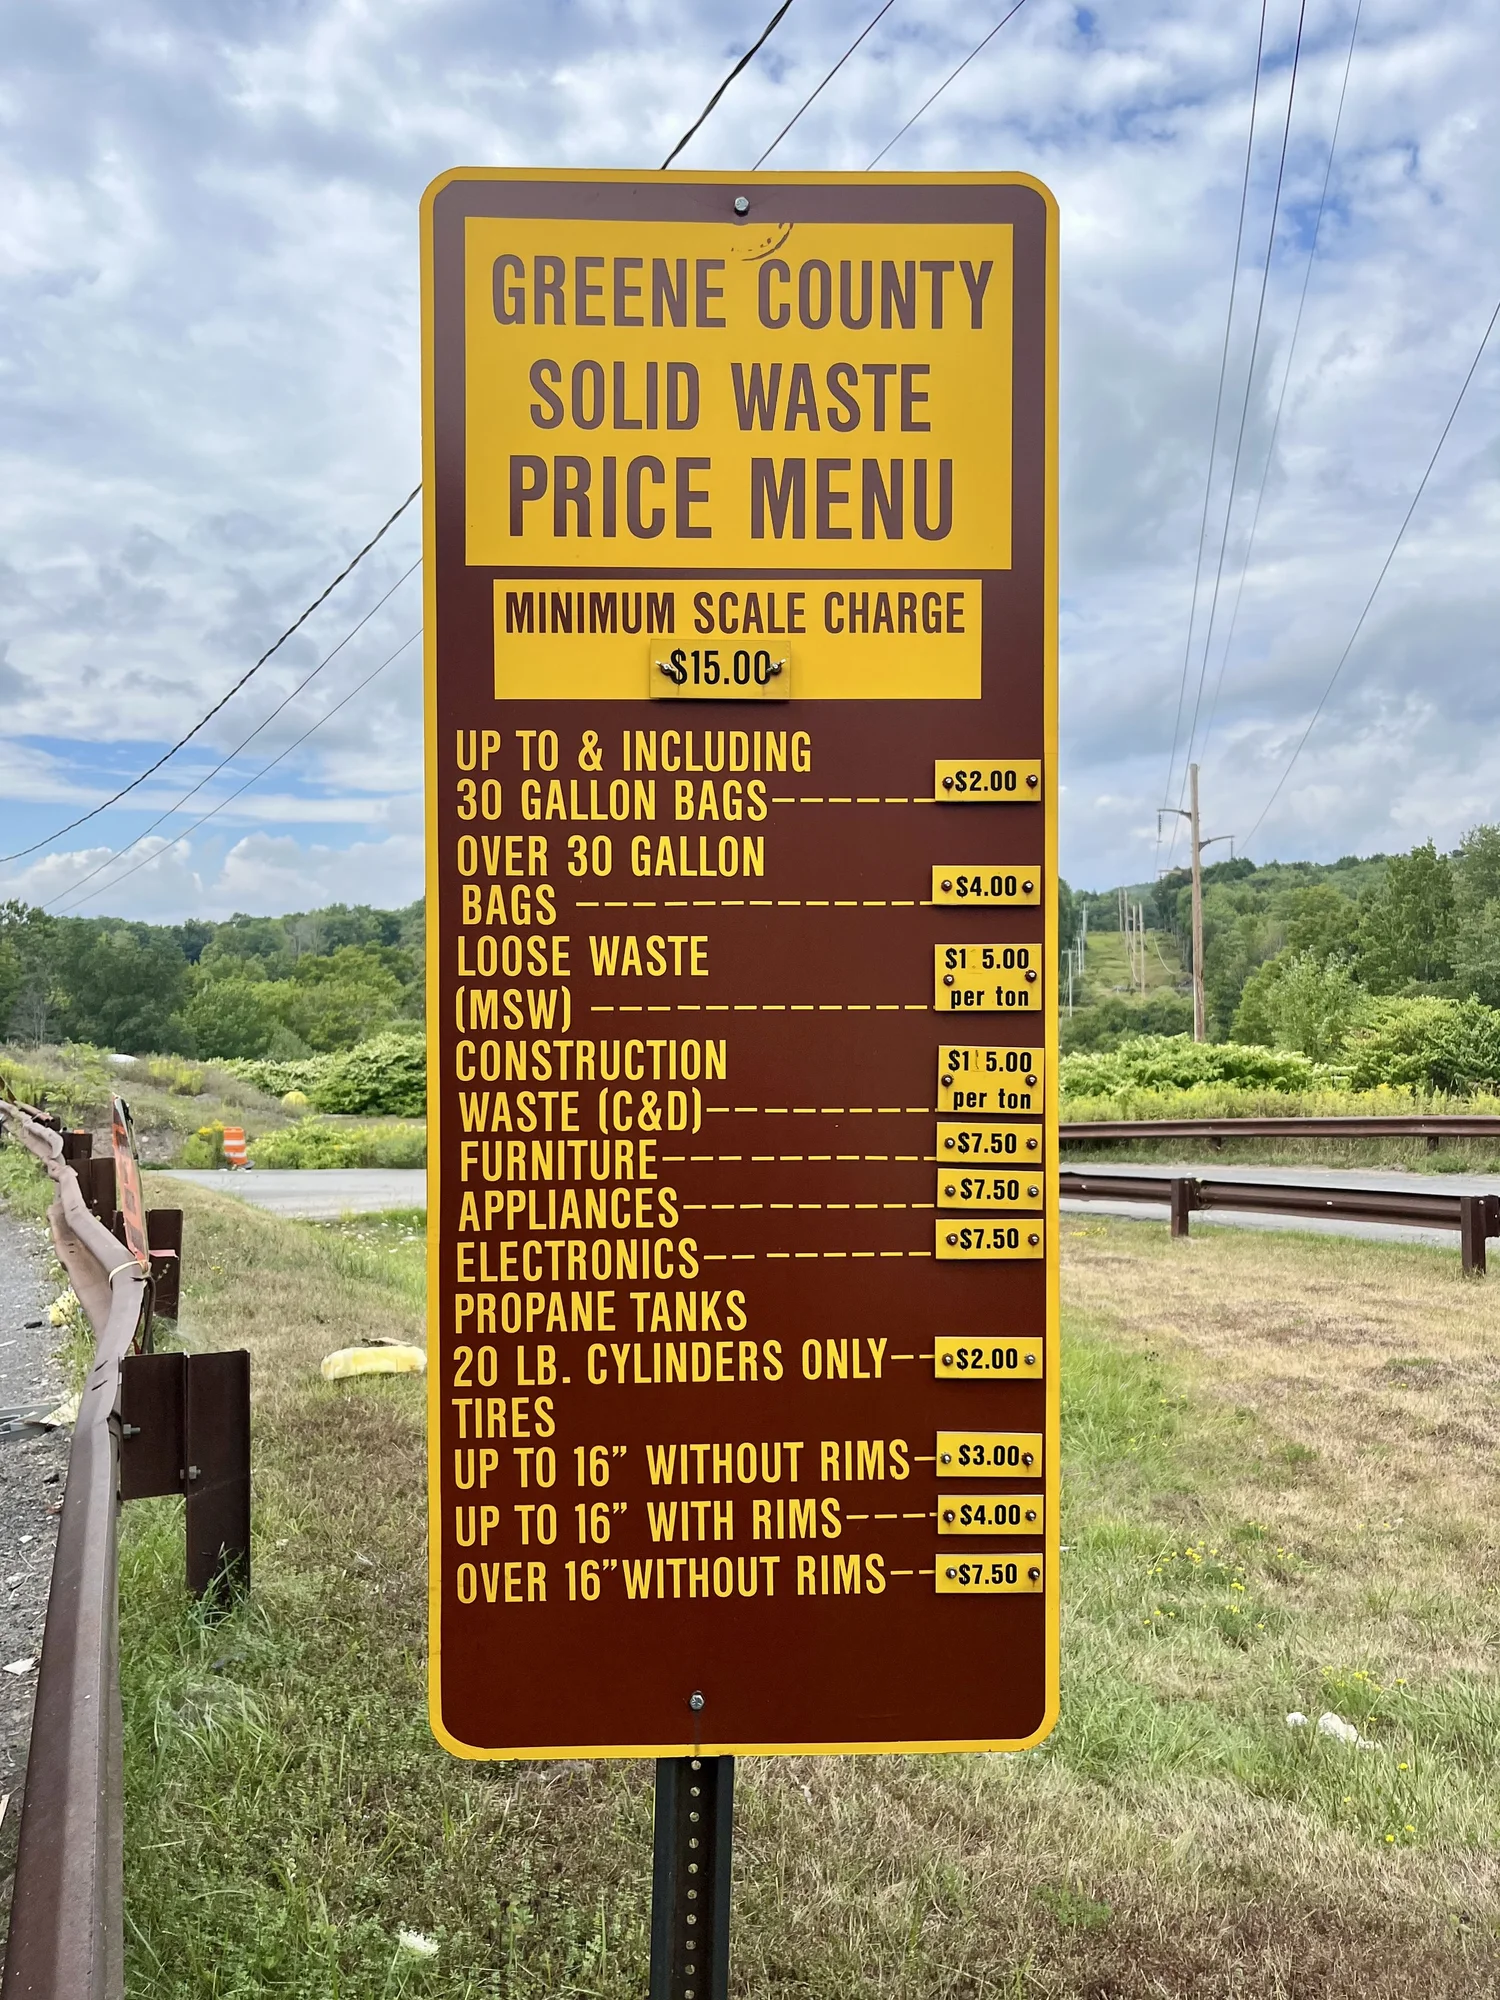 GREENE COUNTY
SOLID WASTE
PRICE MENU
MINIMUM SCALE CHARGE
$15.00
UP TO & INCLUDING
30 GALLON BAGS------- $2.00
OVER 30 GALLON
BAGS ------------- $4.00
LOOSE WASTE
(MSW) ------------- per ton
CONSTRUCTION
WASTE (C&D)--------- per ton
FURNITURE----------- $7.50
APPLIANCES---------- $7.50
ELECTRONICS--------- $7.50
PROPANE TANKS
20 LB. CYLINDERS ONLY-- $2.00
TIRES
UP TO 16” WITHOUT RIMS- $3.00
UP TO 16” WITH RIMS---- $4.00
OVER 16”WITHOUT RIMS-- $7.50